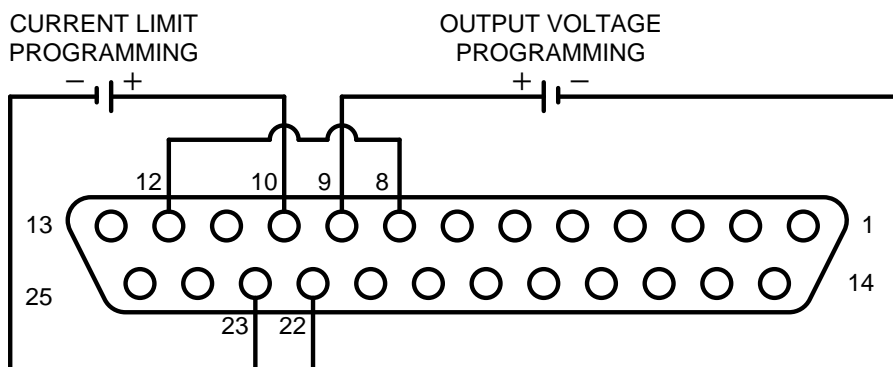 CURRENT LIMIT
PROGRAMMING
OUTPUT VOLTAGE
PROGRAMMING
− +
+ −
12 10 9 8
13 1
25 14
23 22